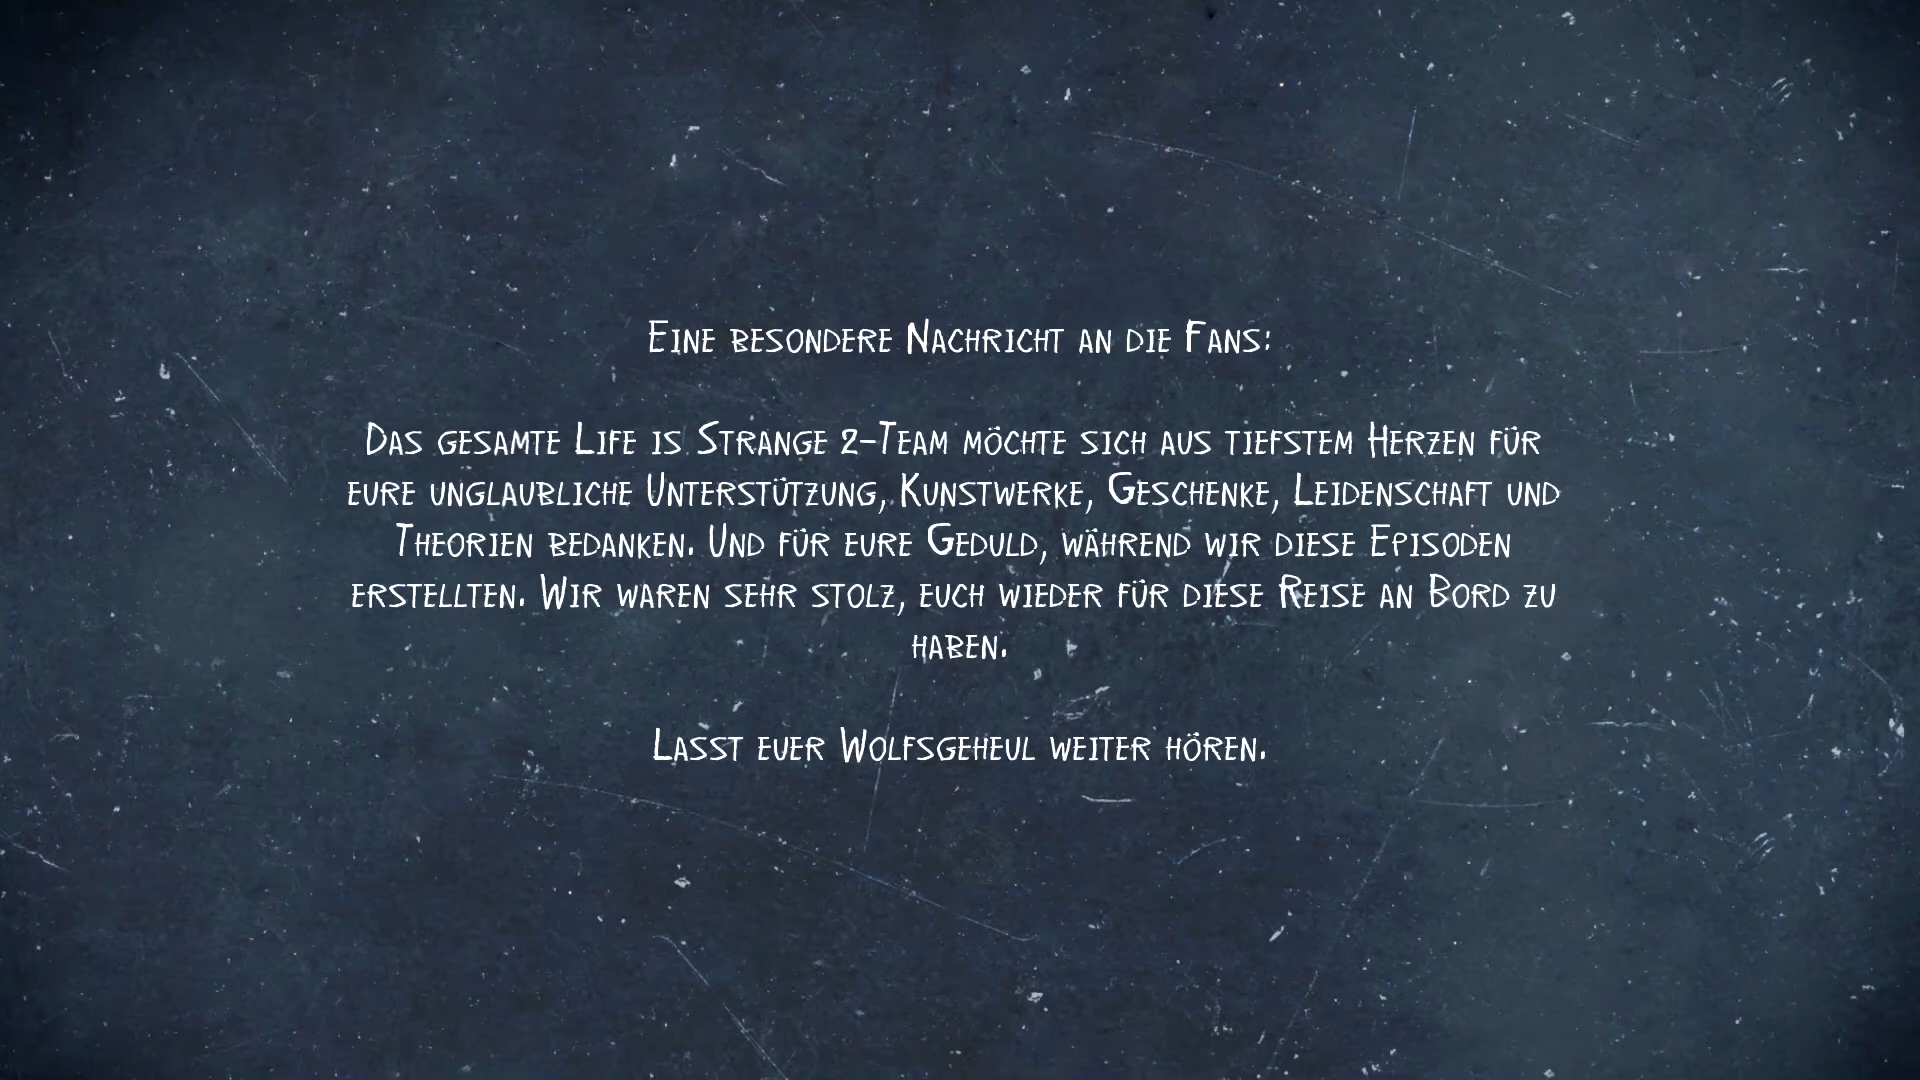 Eine besondere Nachricht an die Fans:
Das gesamte Life is Strange 2-Team möchte sich aus tiefstem Herzen für
eure unglaubliche Unterstützung, Kunstwerke, Geschenke, Leidenschaft und
Theorien bedanken. Und für eure Geduld, während wir diese Episoden
erstellten. Wir waren sehr stolz, euch wieder für diese Reise an Bord zu
haben.
Lasst euer Wolfsgeheul weiter hören.